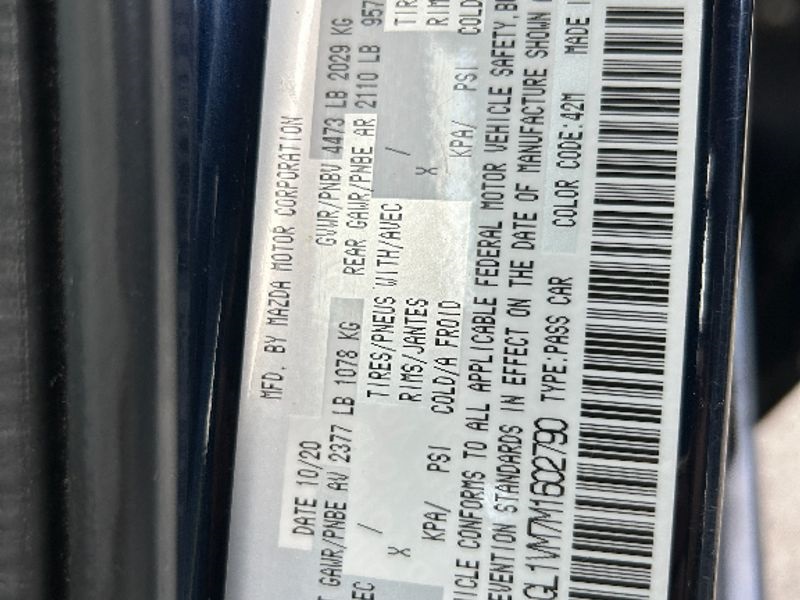 MFD. BY MAZDA MOTOR CORPORATION
DATE 10/20 GVWR/PNBV 4473 LB 2029 KG
GAWR/PNBE AV 2377 LB 1078 KG REAR GAWR/PNBE AR 2110 LB 957
TIRES/PNEUS WITH/AVEC
X / RIMS/JANTES X /
KPA/ PSI COLD/A FROID KPA/ PSI COLD
CONFORMS TO ALL APPLICABLE FEDERAL MOTOR VEHICLE SAFETY,
STANDARDS IN EFFECT ON THE DATE OF MANUFACTURE SHOWN
GL1VM7M1602790 TYPE:PASS CAR COLOR CODE:42M MADE